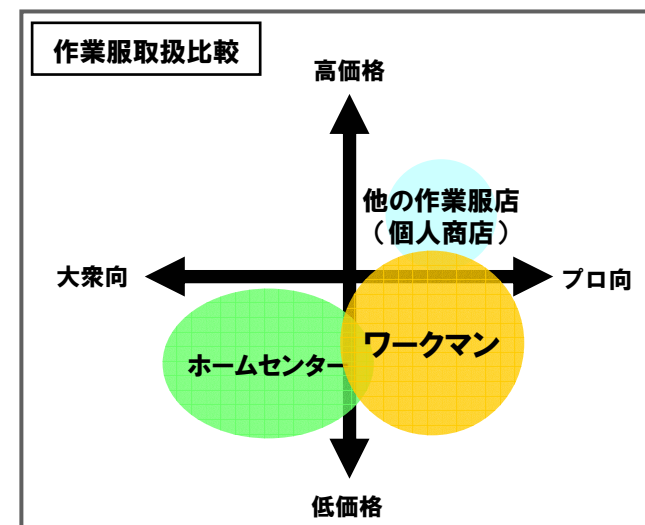 作業服取扱比較
高価格
他の作業服店
（個人商店）
大衆向
プロ向
ワークマン
ホームセンター
低価格